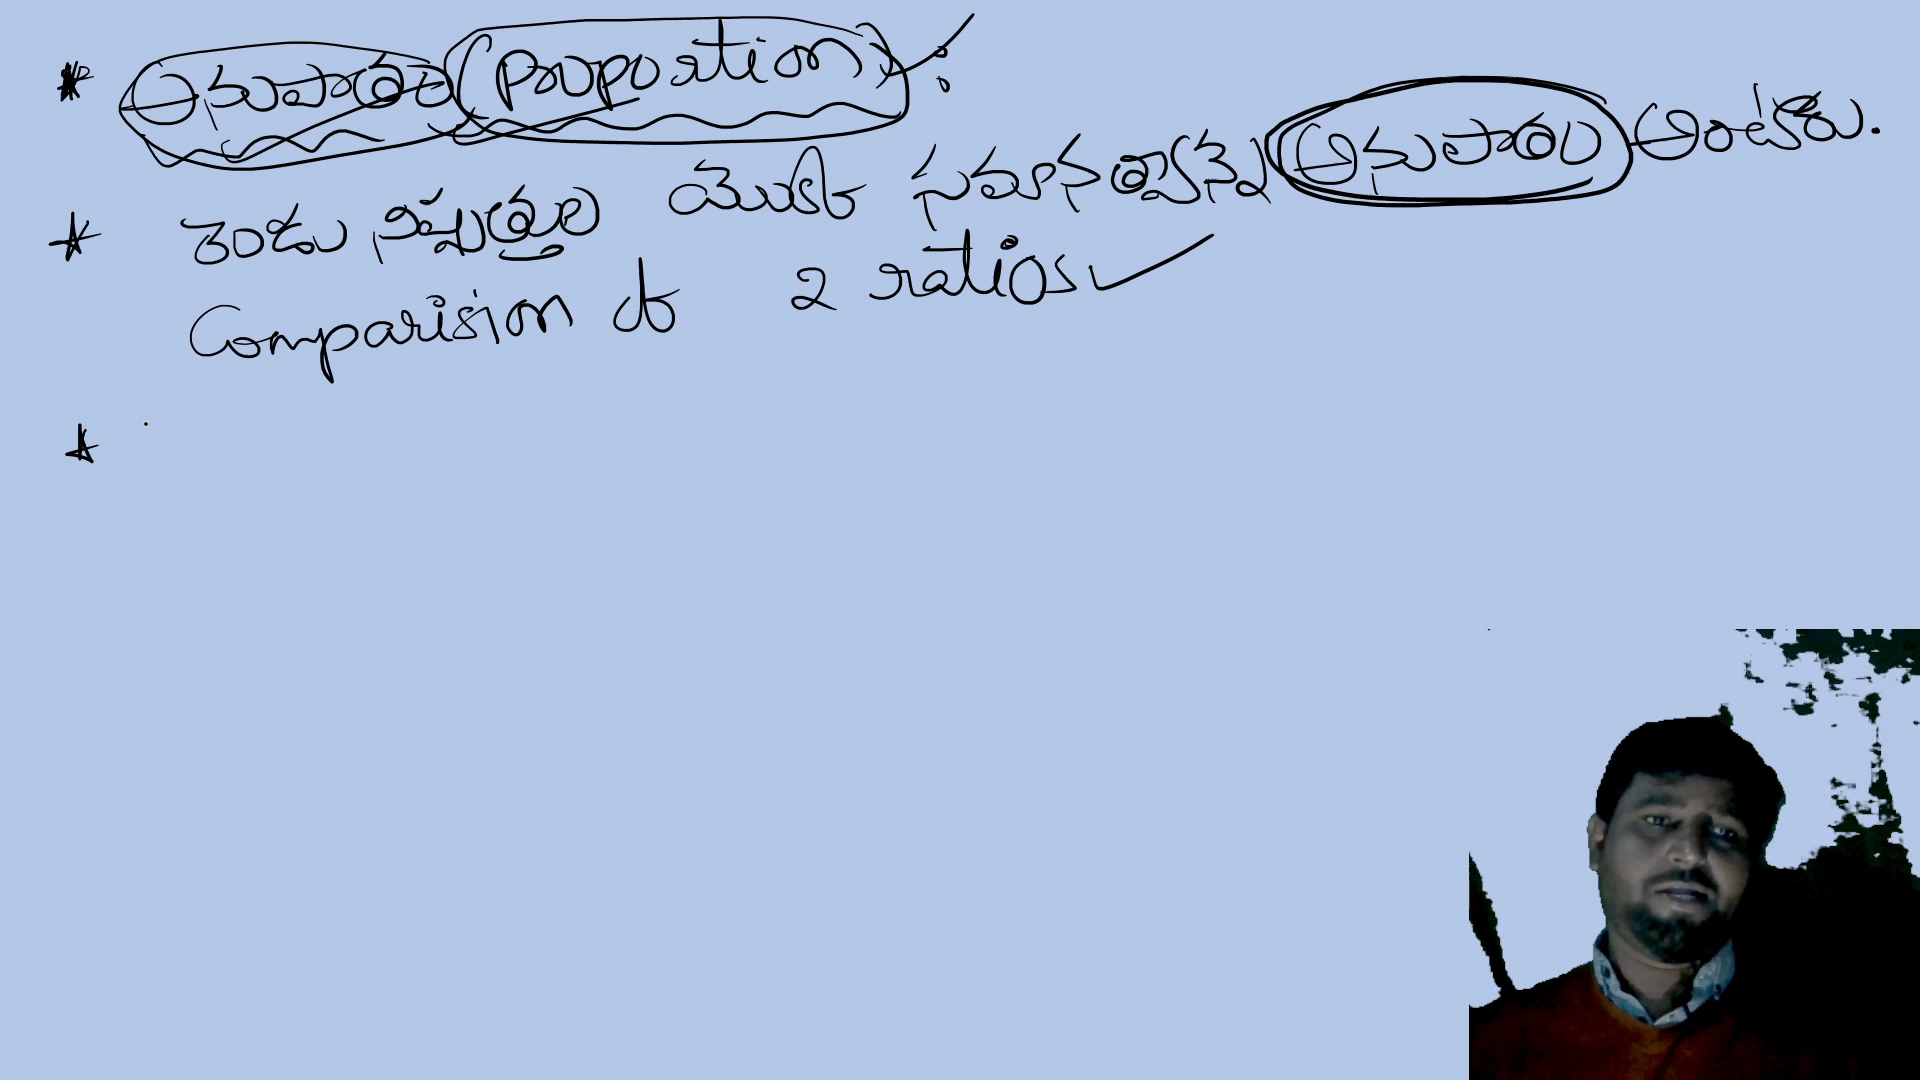 * అనుపాతం (proportion) :
* రెండు నిష్పత్తుల యొక్క సమానత్వాన్ని అనుపాతం అంటారు.
Comparision of 2 ratios
*